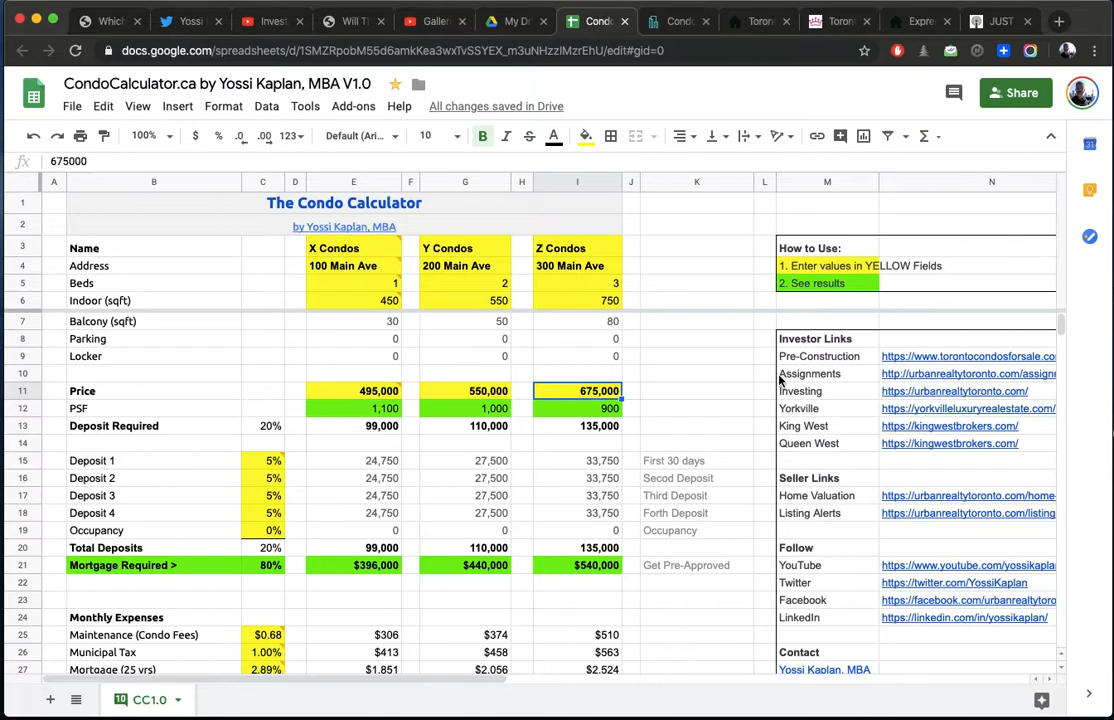 Which
Yossi
Invest
Will T
Galler
My Dr
Condo
Condo
Toron
Toron
Expre
JUST
docs.google.com/spreadsheets/d/1SMZRpobM55d6amkKea3wxTvSSYEX_m3uNHzzlMzrEhU/edit#gid=0
CondoCalculator.ca by Yossi Kaplan, MBA V1.0
File Edit View Insert Format Data Tools Add-ons Help All changes saved in Drive
Share
100% $ % .0 .00 123 Default (Ari... 10 B I S A
fx 675000
A B C D E F G H I J K L M N
1 The Condo Calculator
2 by Yossi Kaplan, MBA
3 Name X Condos Y Condos Z Condos How to Use:
4 Address 100 Main Ave 200 Main Ave 300 Main Ave 1. Enter values in YELLOW Fields
5 Beds 1 2 3 2. See results
6 Indoor (sqft) 450 550 750
7 Balcony (sqft) 30 50 80
8 Parking 0 0 0 Investor Links
9 Locker 0 0 0 Pre-Construction https://www.torontocondosforsale.co
10 Assignments http://urbanrealtytoronto.com/assignr
11 Price 495,000 550,000 675,000 Investing https://urbanrealtytoronto.com/
12 PSF 1,100 1,000 900 Yorkville https://yorkvilleluxuryrealestate.com/
13 Deposit Required 20% 99,000 110,000 135,000 King West https://kingwestbrokers.com/
14 Queen West https://kingwestbrokers.com/
15 Deposit 1 5% 24,750 27,500 33,750 First 30 days
16 Deposit 2 5% 24,750 27,500 33,750 Secod Deposit Seller Links
17 Deposit 3 5% 24,750 27,500 33,750 Third Deposit Home Valuation https://urbanrealtytoronto.com/home-
18 Deposit 4 5% 24,750 27,500 33,750 Forth Deposit Listing Alerts https://urbanrealtytoronto.com/listing
19 Occupancy 0% 0 0 0 Occupancy
20 Total Deposits 20% 99,000 110,000 135,000 Follow
21 Mortgage Required > 80% $396,000 $440,000 $540,000 Get Pre-Approved YouTube https://www.youtube.com/yossikapla
22 Twitter https://twitter.com/YossiKaplan
23 Facebook https://facebook.com/urbanrealtytoro
24 Monthly Expenses LinkedIn https://linkedin.com/in/yossikaplan/
25 Maintenance (Condo Fees) $0.68 $306 $374 $510
26 Municipal Tax 1.00% $413 $458 $563 Contact
27 Mortgage (25 yrs) 2.89% $1,851 $2,056 $2,524 Yossi Kaplan, MBA
CC1.0